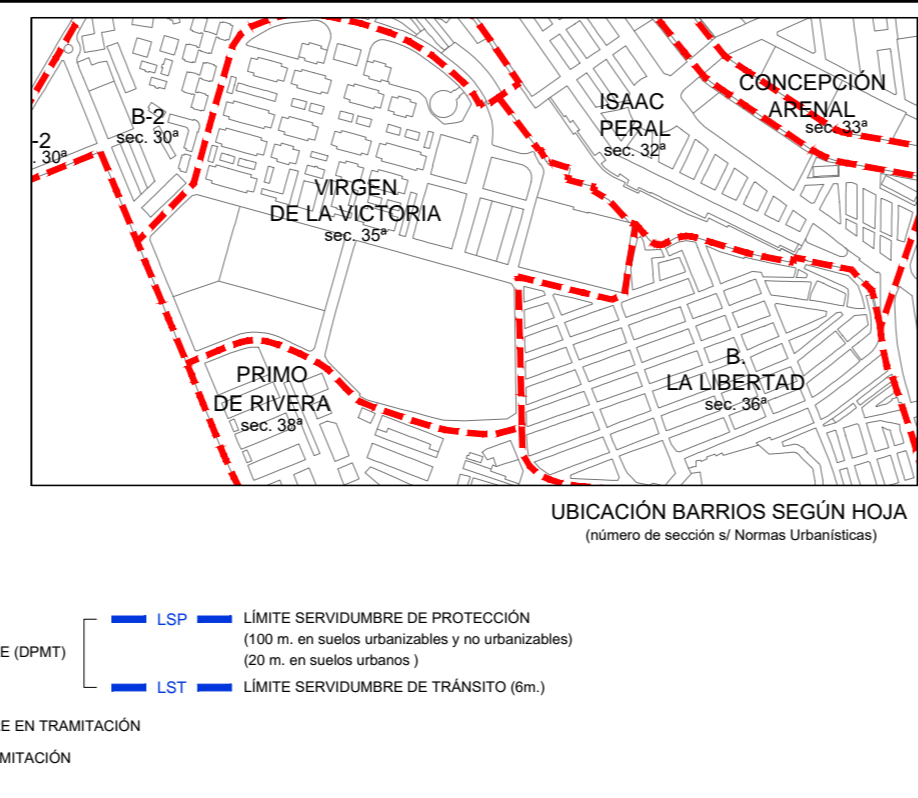 B-2
sec. 30ª
-2
. 30ª
ISAAC
PERAL
sec. 32ª
CONCEPCIÓN
ARENAL
sec. 33ª
VIRGEN
DE LA VICTORIA
sec. 35ª
PRIMO
DE RIVERA
sec. 38ª
B.
LA LIBERTAD
sec. 36ª
UBICACIÓN BARRIOS SEGÚN HOJA
(número de sección s/ Normas Urbanísticas)
E (DPMT)
LSP LÍMITE SERVIDUMBRE DE PROTECCIÓN
(100 m. en suelos urbanizables y no urbanizables)
(20 m. en suelos urbanos )
LST LÍMITE SERVIDUMBRE DE TRÁNSITO (6m.)
LE EN TRAMITACIÓN
MITACIÓN